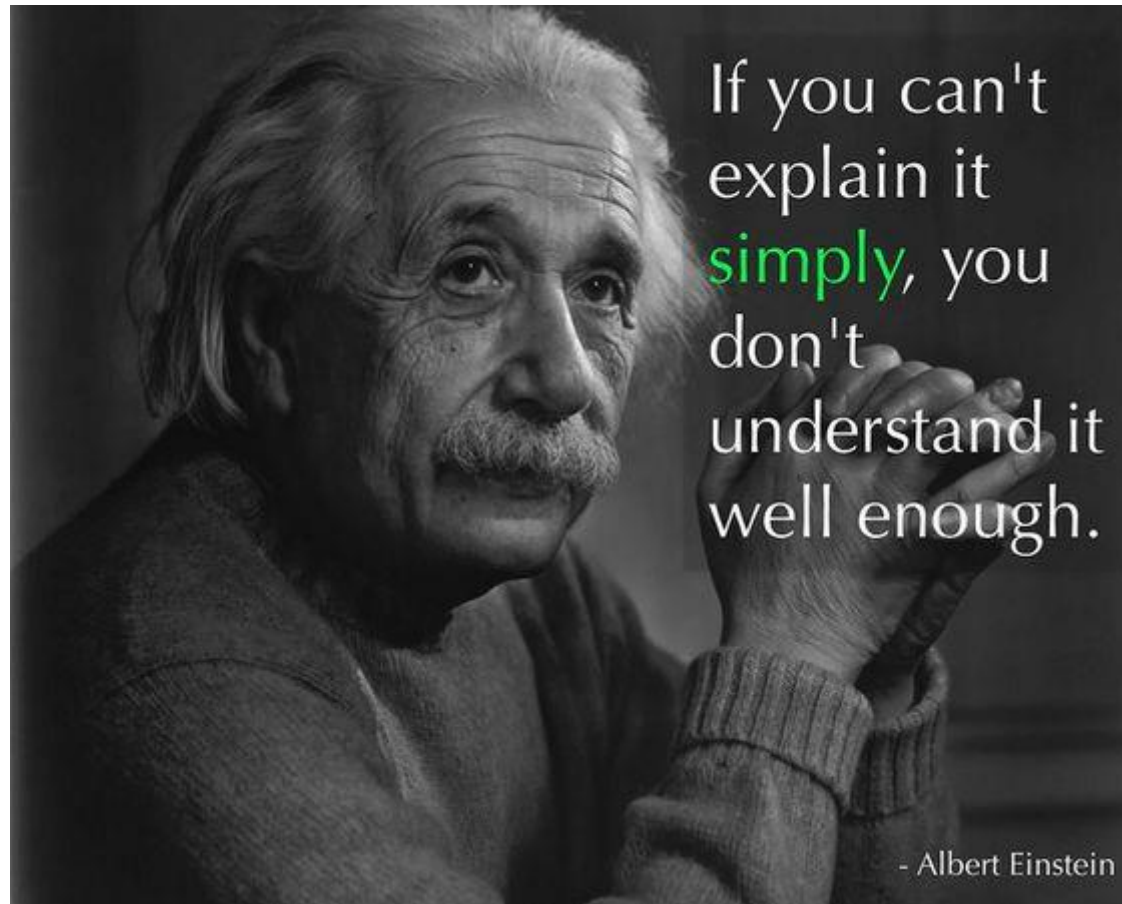 If you can't
explain it
simply, you
don't
understand it
well enough.
- Albert Einstein